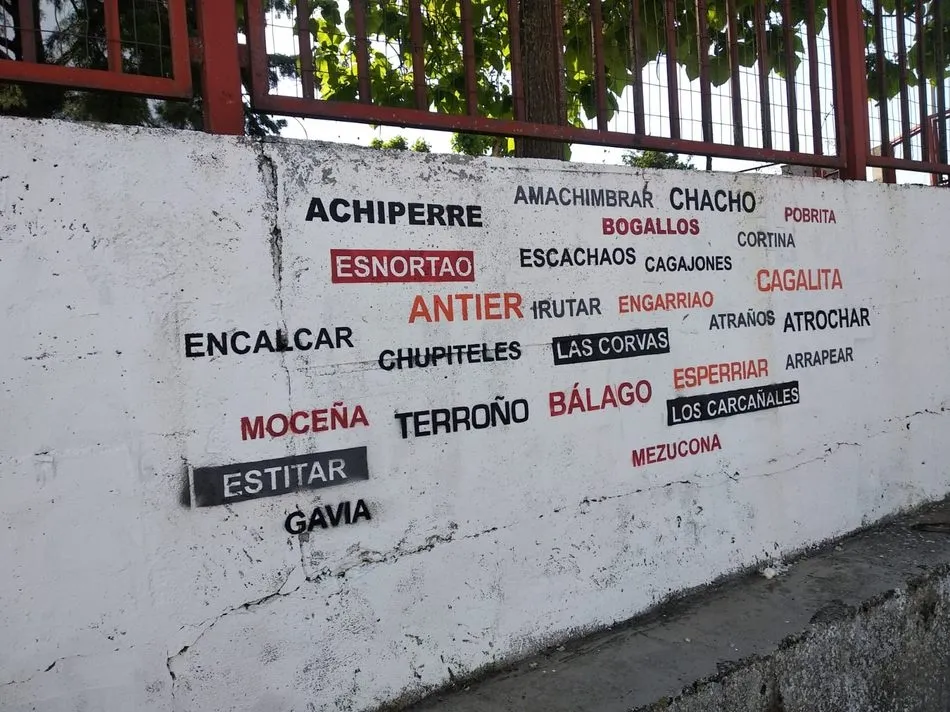 ACHIPERRE
AMACHIMBRAR
CHACHO
POBRITA
BOGALLOS
CORTINA
ESNORTAO
ESCACHAOS
CAGAJONES
CAGALITA
ANTIER
IRUTAR
ENGARRIAO
ATRAÑOS
ATROCHAR
ENCALCAR
CHUPITELES
LAS CORVAS
ARRAPEAR
ESPERRIAR
MOCEÑA
TERROÑO
BÁLAGO
LOS CARCAÑALES
MEZUCONA
ESTITAR
GAVIA